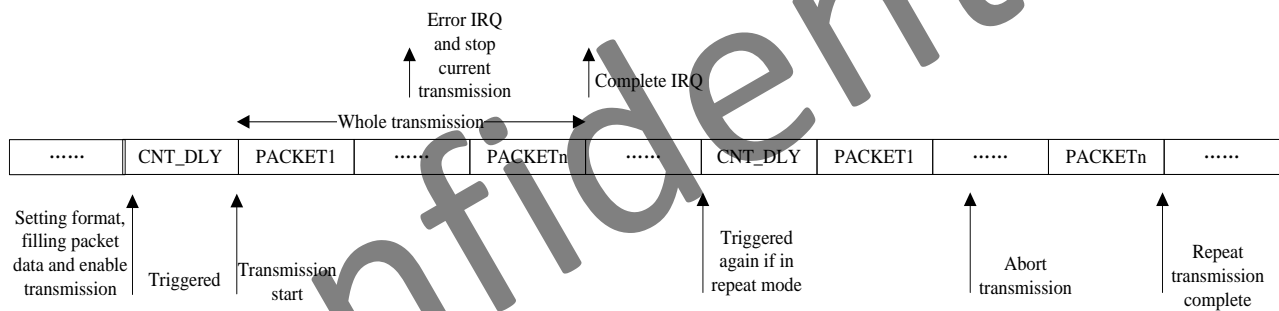 Error IRQ
and stop
current
transmission
Complete IRQ
Whole transmission
...... CNT_DLY PACKET1 ...... PACKETn ...... CNT_DLY PACKET1 ...... PACKETn ......
Setting format,
filling packet
data and enable
transmission
Triggered
Transmission
start
Triggered
again if in
repeat mode
Abort
transmission
Repeat
transmission
complete
nfident